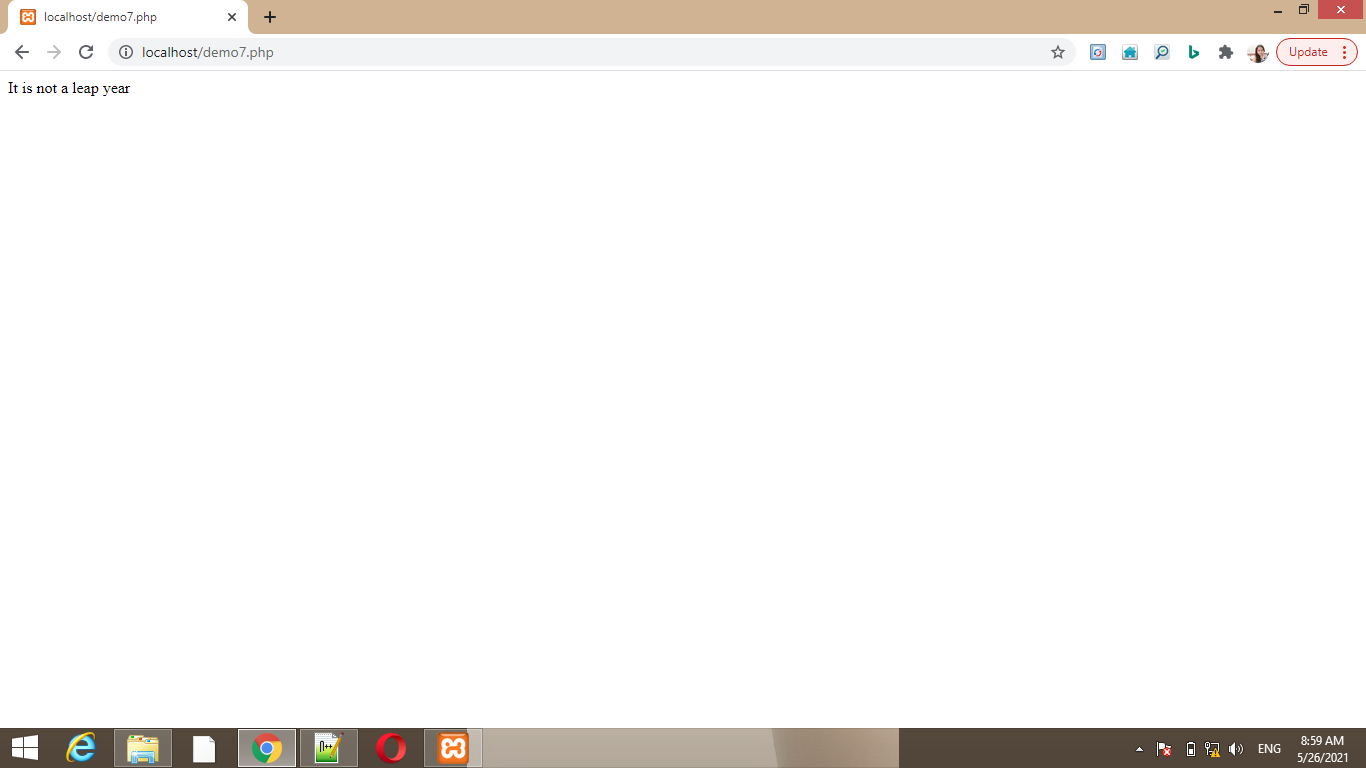 localhost/demo7.php
localhost/demo7.php
Update
It is not a leap year
ENG
8:59 AM
5/26/2021